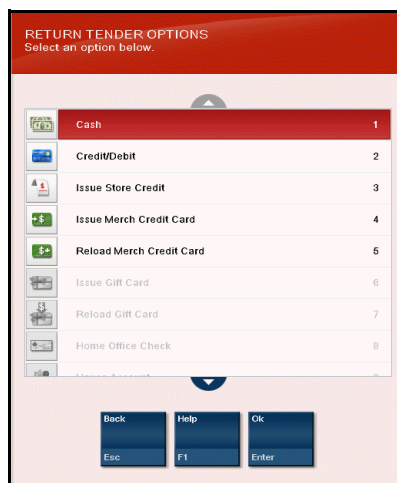 RETURN TENDER OPTIONS
Select an option below.
Cash 1
Credit/Debit 2
Issue Store Credit 3
Issue Merch Credit Card 4
Reload Merch Credit Card 5
Issue Gift Card 6
Reload Gift Card 7
Home Office Check 8
Back Help Ok
Esc F1 Enter